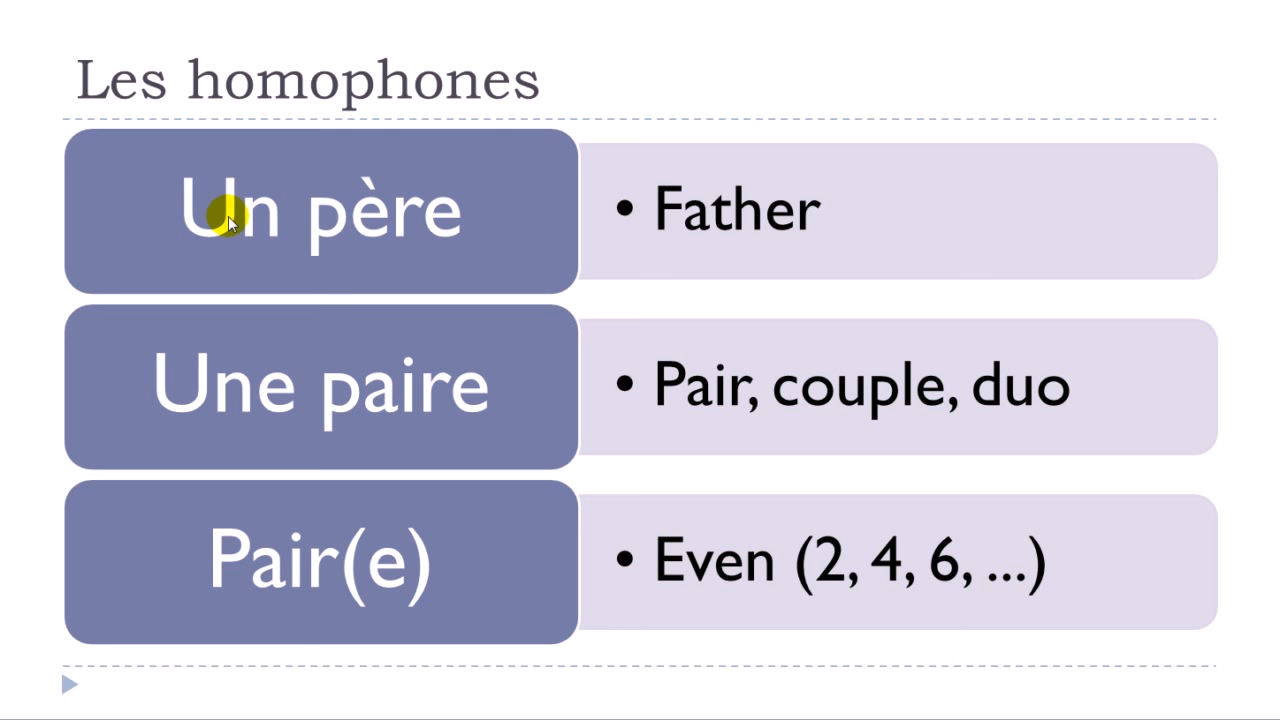 Les homophones
Un père
• Father
Une paire
• Pair, couple, duo
Pair(e)
• Even (2, 4, 6, ...)